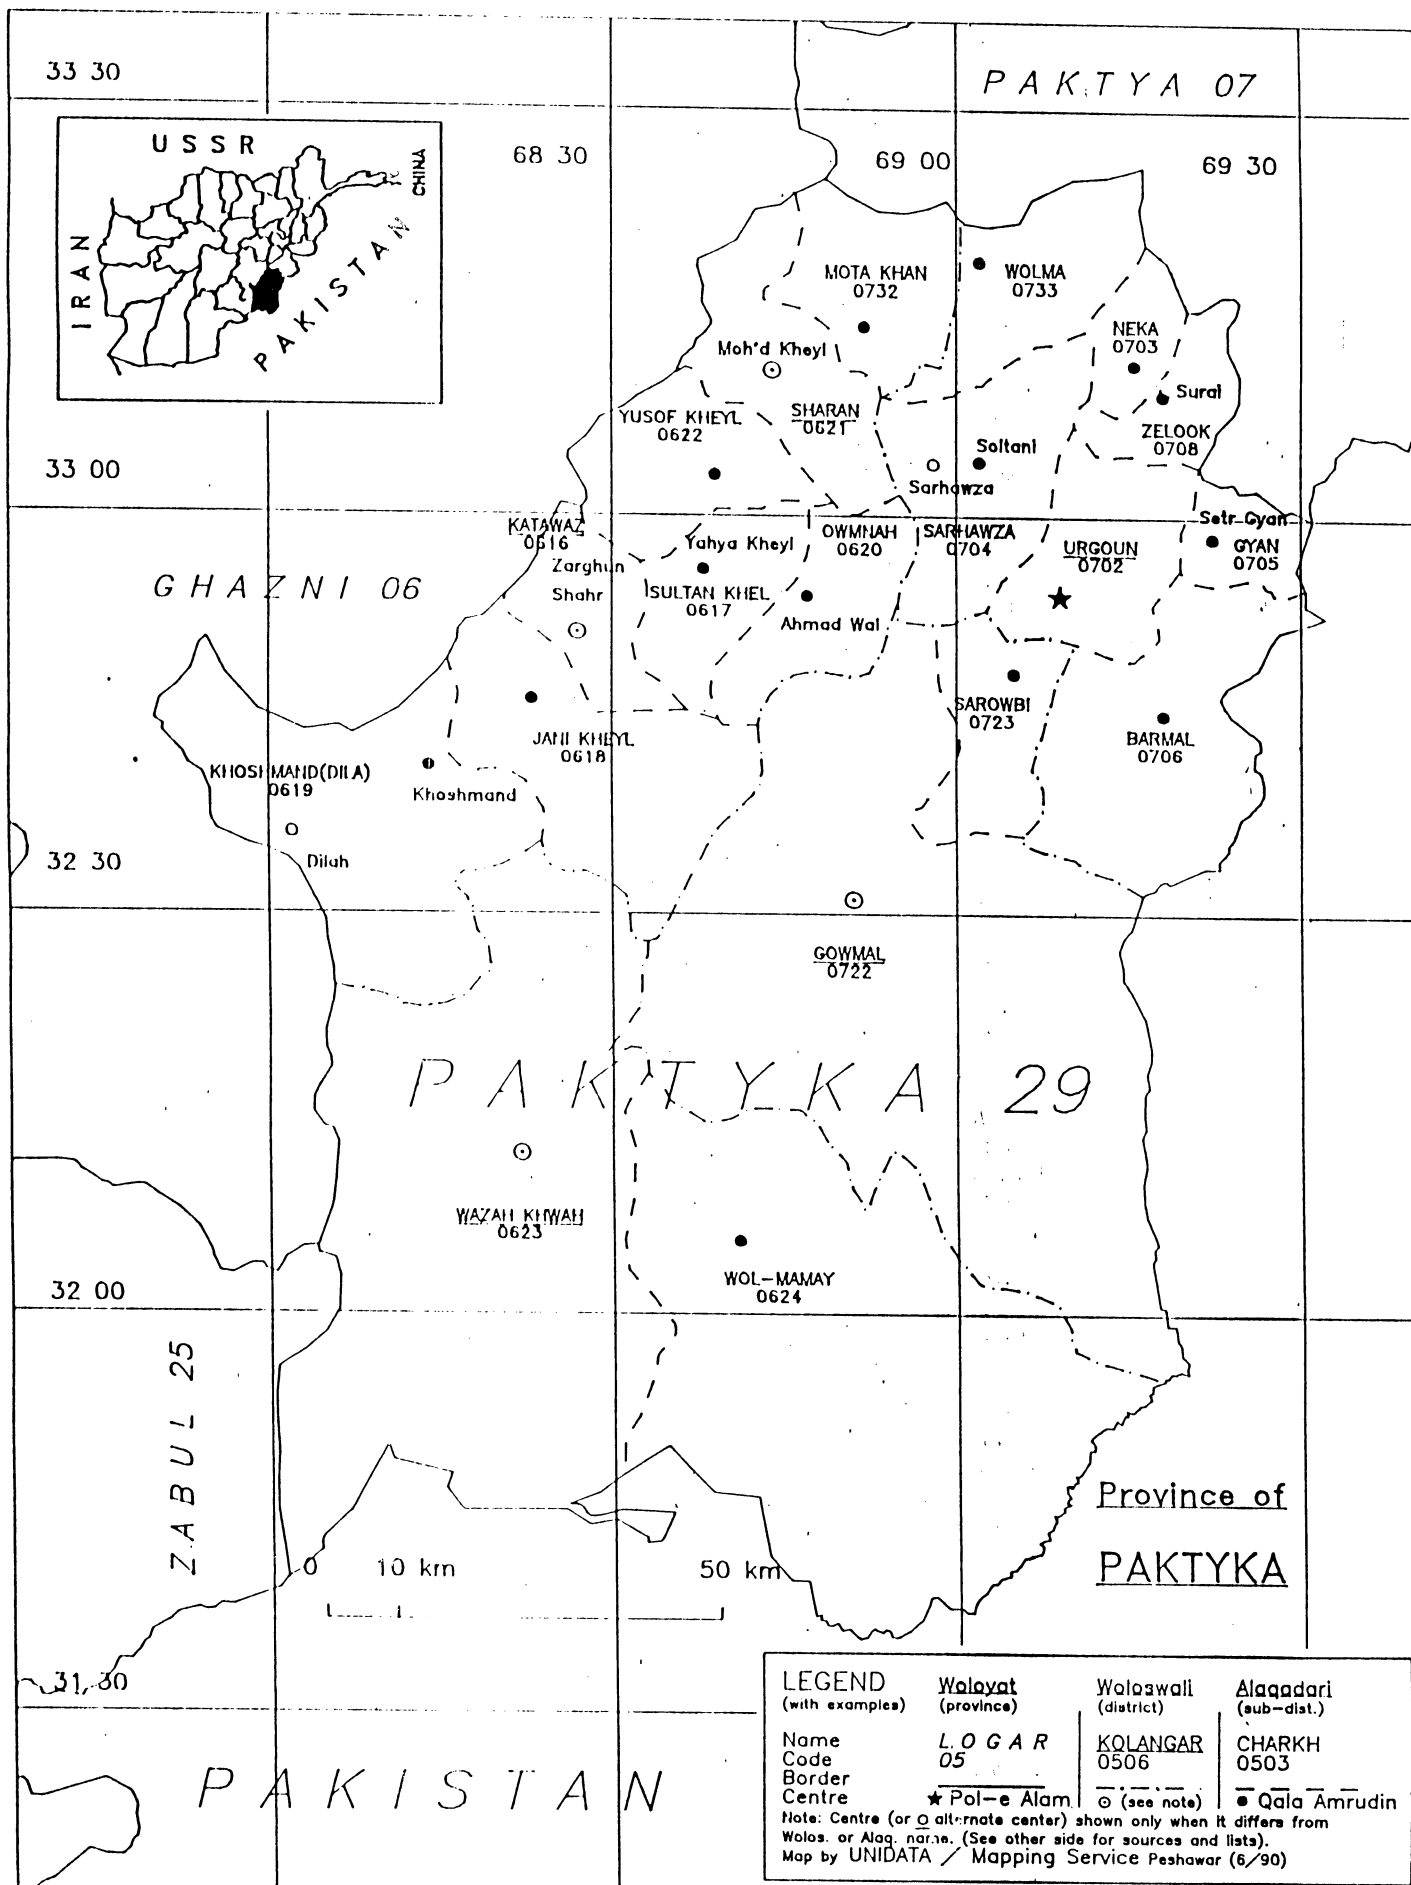 33 30
PAKTYA 07
USSR
CHINA
IRAN
PAKISTAN
68 30
69 00
69 30
MOTA KHAN
0732
WOLMA
0733
NEKA
0703
Moh'd Kheyl
Sural
YUSOF KHEYL
0622
SHARAN
0621
ZELOOK
0708
Soltani
33 00
Sarhawza
KATAWAZ
0616
Yahya Kheyl
OWMNAH
0620
SARHAWZA
0704
URGOUN
0702
Setr Gyan
GYAN
0705
GHAZNI 06
Zarghun
Shahr
SULTAN KHEL
0617
Ahmad Wal
SAROWBI
0723
BARMAL
0706
JANI KHEYL
0618
KHOSHMAND(DILA)
0619
Khoshmand
Dilah
32 30
GOWMAL
0722
PAKTYKA 29
WAZAH KHWAH
0623
WOL-MAMAY
0624
32 00
ZABUL 25
Province of
PAKTYKA
0 10 km 50 km
31 30
PAKISTAN
LEGEND Woloyat Woloswali Alaqadari
(with examples) (province) (district) (sub-dist.)
Name LOGAR KOLANGAR CHARKH
Code 05 0506 0503
Border
Centre ★ Pol-e Alam ⊙ (see note) ● Qala Amrudin
Note: Centre (or o alternate center) shown only when it differs from
Wolos. or Alaq. name. (See other side for sources and lists).
Map by UNIDATA / Mapping Service Peshawar (6/90)